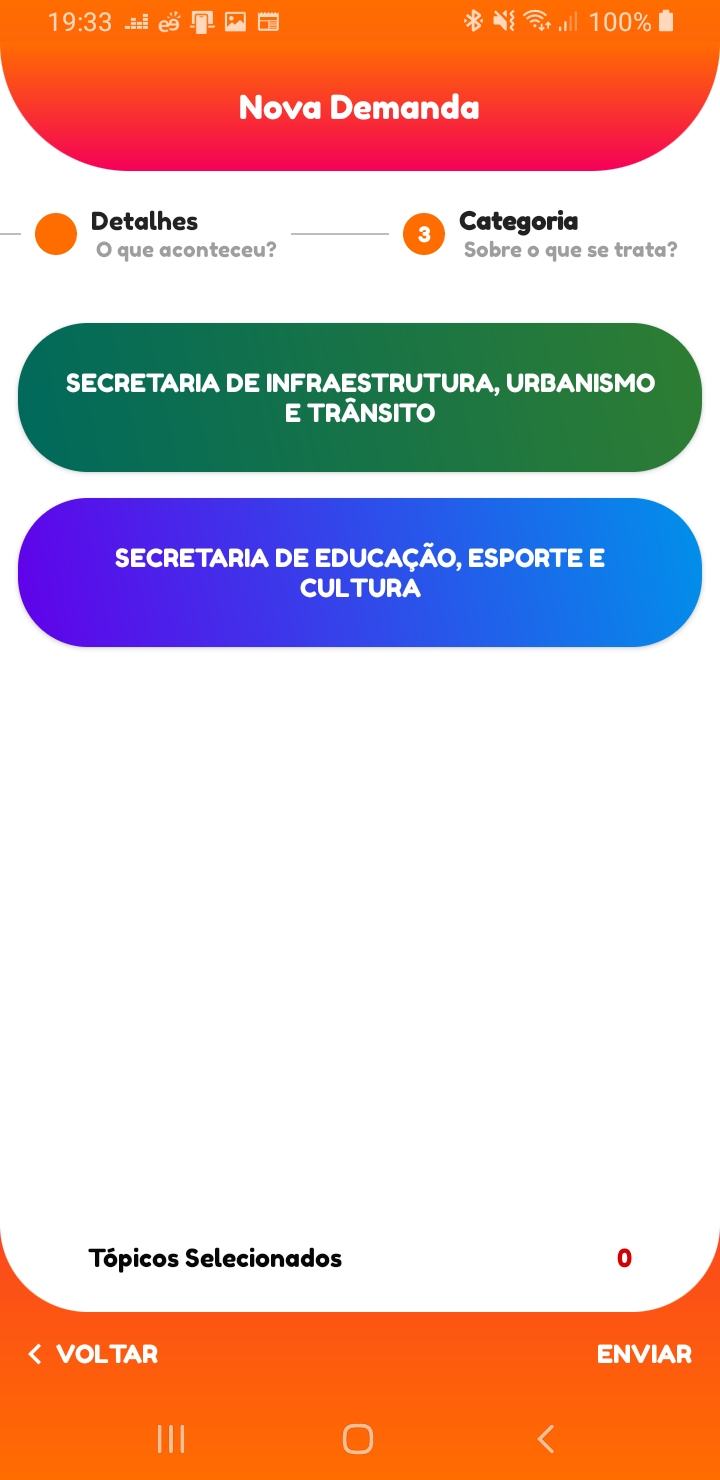 19:33
100%
Nova Demanda
Detalhes
O que aconteceu?
3
Categoria
Sobre o que se trata?
SECRETARIA DE INFRAESTRUTURA, URBANISMO
E TRÂNSITO
SECRETARIA DE EDUCAÇÃO, ESPORTE E
CULTURA
Tópicos Selecionados
0
VOLTAR
ENVIAR